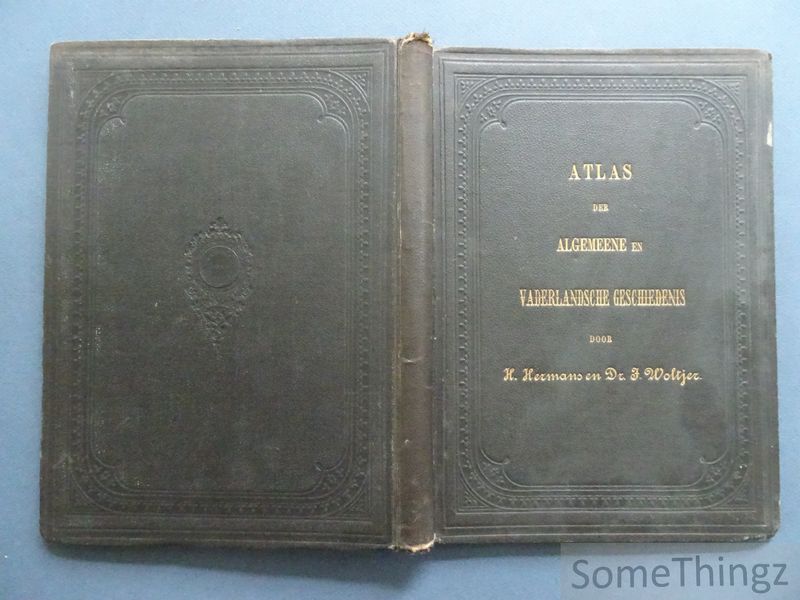 ATLAS
DER
ALGEMEENE EN
VADERLANDSCHE GESCHIEDENIS
DOOR
H. Hermans en Dr. J. Woltjer.
SomeThingz